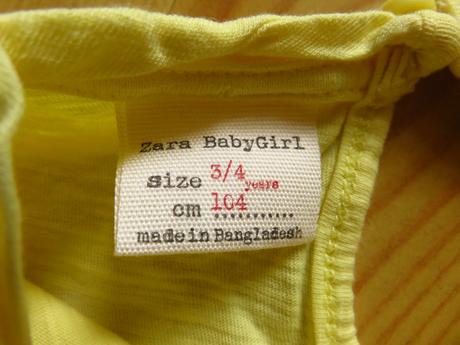 Zara BabyGirl
size 3/4 years
cm 104
made in Bangladesh